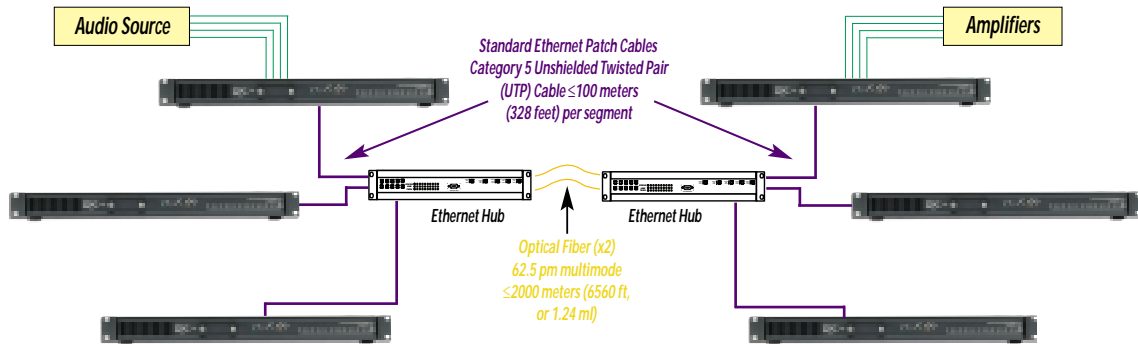 Audio Source
Amplifiers
Standard Ethernet Patch Cables
Category 5 Unshielded Twisted Pair
(UTP) Cable ≤100 meters
(328 feet) per segment
Ethernet Hub
Ethernet Hub
Optical Fiber (x2)
62.5 pm multimode
≤2000 meters (6560 ft,
or 1.24 ml)